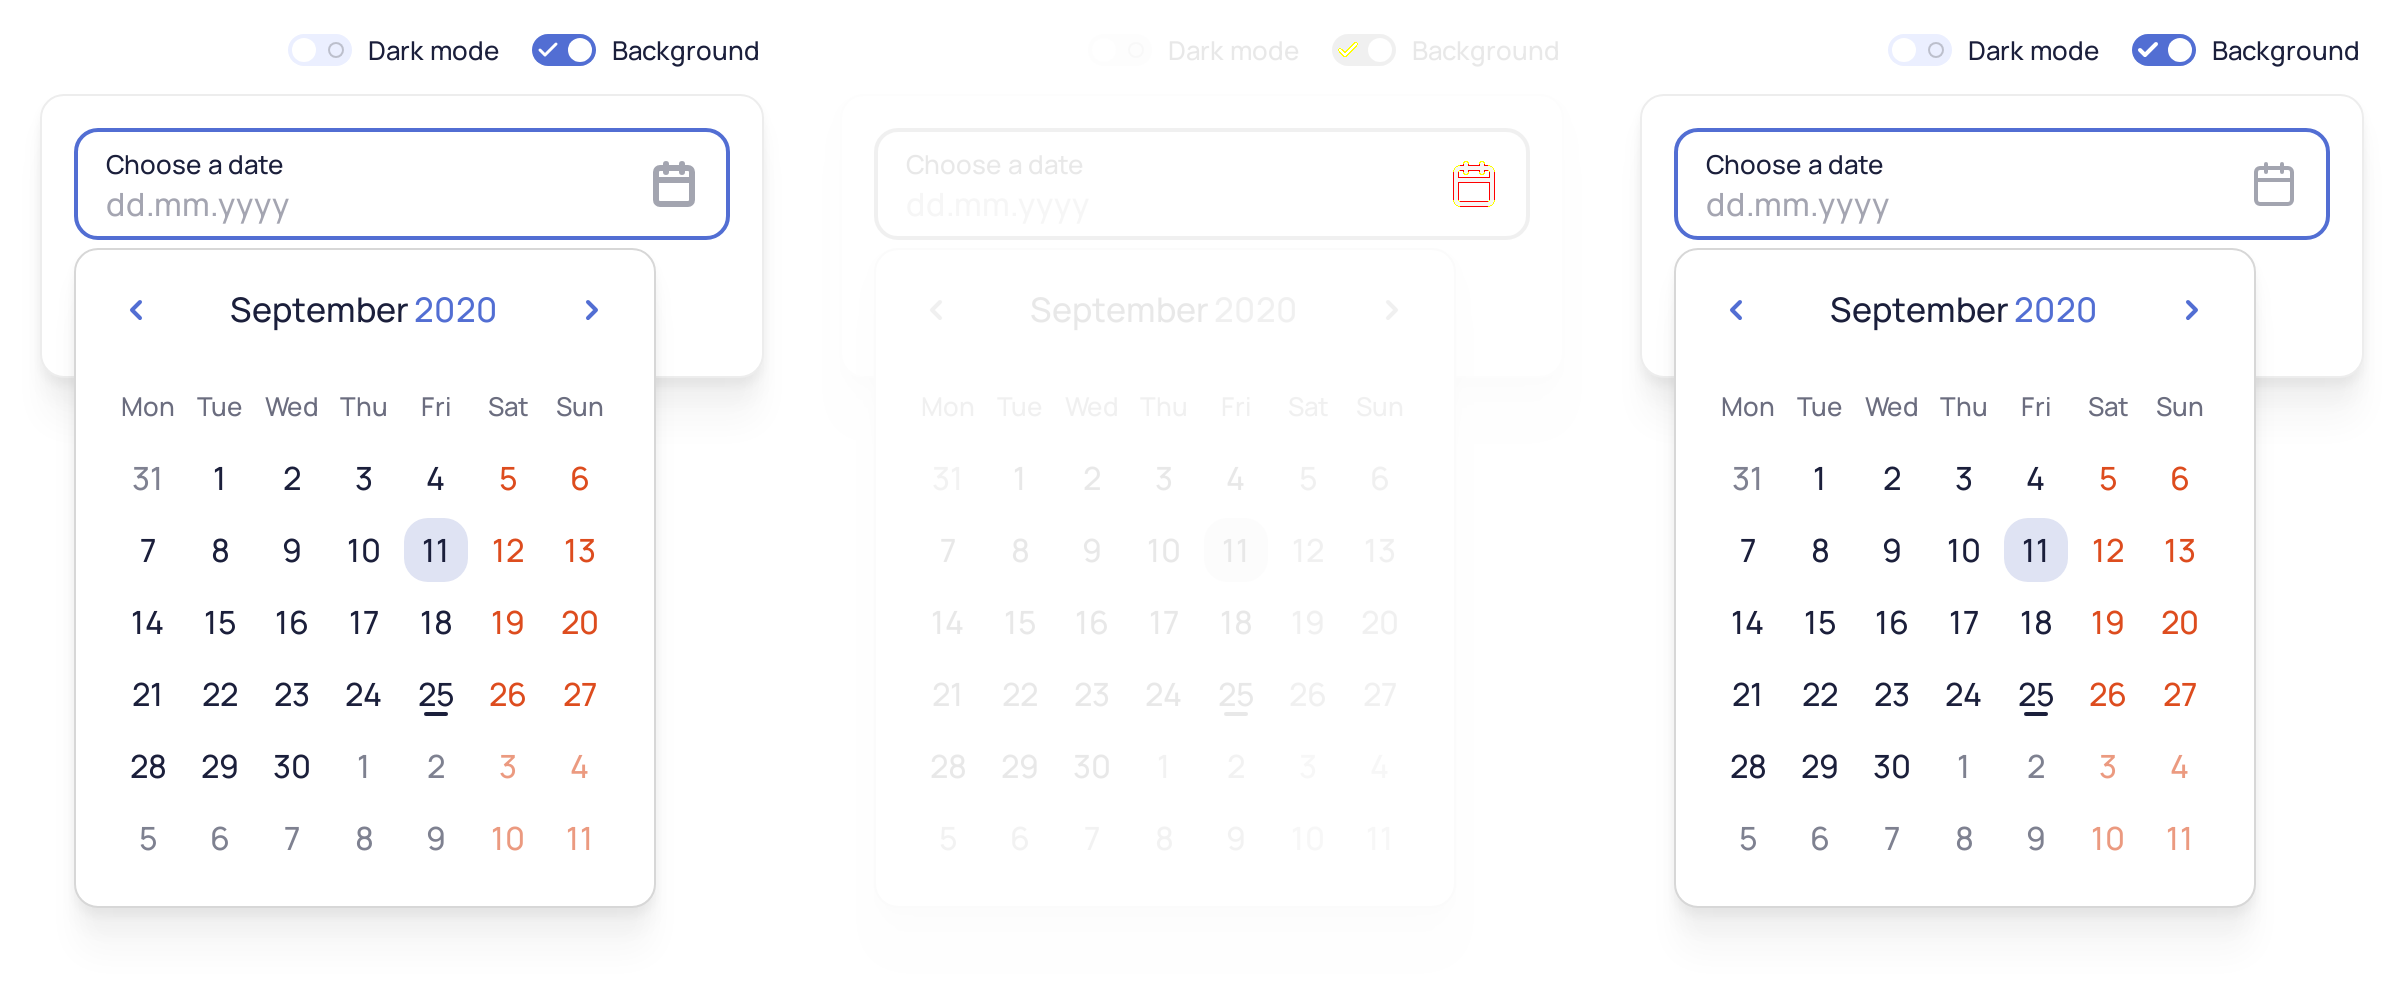 Dark mode Background
Choose a date
dd.mm.yyyy
September 2020
Mon Tue Wed Thu Fri Sat Sun
31 1 2 3 4 5 6
7 8 9 10 11 12 13
14 15 16 17 18 19 20
21 22 23 24 25 26 27
28 29 30 1 2 3 4
5 6 7 8 9 10 11
Dark mode Background
Choose a date
dd.mm.yyyy
September 2020
Mon Tue Wed Thu Fri Sat Sun
31 1 2 3 4 5 6
7 8 9 10 11 12 13
14 15 16 17 18 19 20
21 22 23 24 25 26 27
28 29 30 1 2 3 4
5 6 7 8 9 10 11
Dark mode Background
Choose a date
dd.mm.yyyy
September 2020
Mon Tue Wed Thu Fri Sat Sun
31 1 2 3 4 5 6
7 8 9 10 11 12 13
14 15 16 17 18 19 20
21 22 23 24 25 26 27
28 29 30 1 2 3 4
5 6 7 8 9 10 11